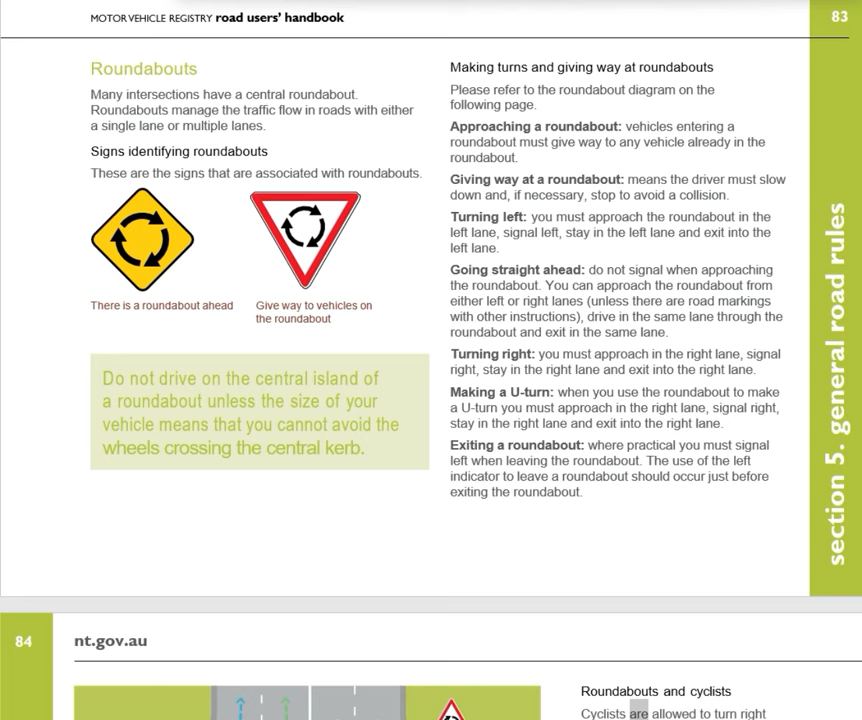 MOTOR VEHICLE REGISTRY road users' handbook
83
Roundabouts
Many intersections have a central roundabout.
Roundabouts manage the traffic flow in roads with either
a single lane or multiple lanes.
Signs identifying roundabouts
These are the signs that are associated with roundabouts.
There is a roundabout ahead
Give way to vehicles on
the roundabout
Do not drive on the central island of
a roundabout unless the size of your
vehicle means that you cannot avoid the
wheels crossing the central kerb.
Making turns and giving way at roundabouts
Please refer to the roundabout diagram on the
following page.
Approaching a roundabout: vehicles entering a
roundabout must give way to any vehicle already in the
roundabout.
Giving way at a roundabout: means the driver must slow
down and, if necessary, stop to avoid a collision.
Turning left: you must approach the roundabout in the
left lane, signal left, stay in the left lane and exit into the
left lane.
Going straight ahead: do not signal when approaching
the roundabout. You can approach the roundabout from
either left or right lanes (unless there are road markings
with other instructions), drive in the same lane through the
roundabout and exit in the same lane.
Turning right: you must approach in the right lane, signal
right, stay in the right lane and exit into the right lane.
Making a U-turn: when you use the roundabout to make
a U-turn you must approach in the right lane, signal right,
stay in the right lane and exit into the right lane.
Exiting a roundabout: where practical you must signal
left when leaving the roundabout. The use of the left
indicator to leave a roundabout should occur just before
exiting the roundabout.
section 5. general road rules
84
nt.gov.au
Roundabouts and cyclists
Cyclists are allowed to turn right